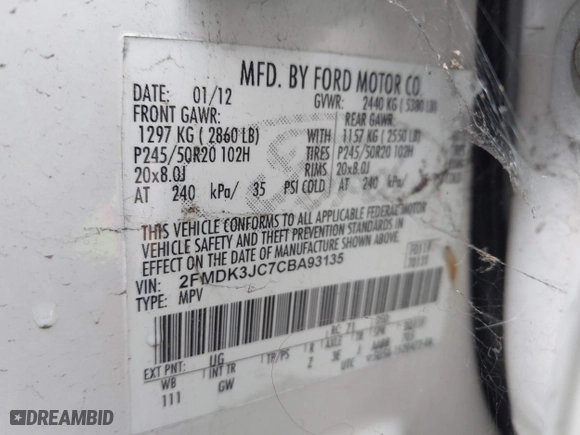 MFD. BY FORD MOTOR CO.
DATE: 01/12 GVWR: 2440 KG ( 5380 LB)
FRONT GAWR: REAR GAWR:
1297 KG ( 2860 LB) WITH 1157 KG ( 2550 LB)
P245/50R20 102H TIRES P245/50R20 102H
20x8.0J RIMS 20x8.0J
AT 240 kPa/ 35 PSI COLD AT 240
THIS VEHICLE CONFORMS TO ALL APPLICABLE FEDERAL MOTOR
VEHICLE SAFETY AND THEFT PREVENTION STANDARDS IN
EFFECT ON THE DATE OF MANUFACTURE SHOWN ABOVE.
VIN: 2FMDK3JC7CBA93135
TYPE: MPV
EXT PNT: UG
WB INT TR TP/PS R
111 GW Z
UTC
DREAMBID
DREAMBID